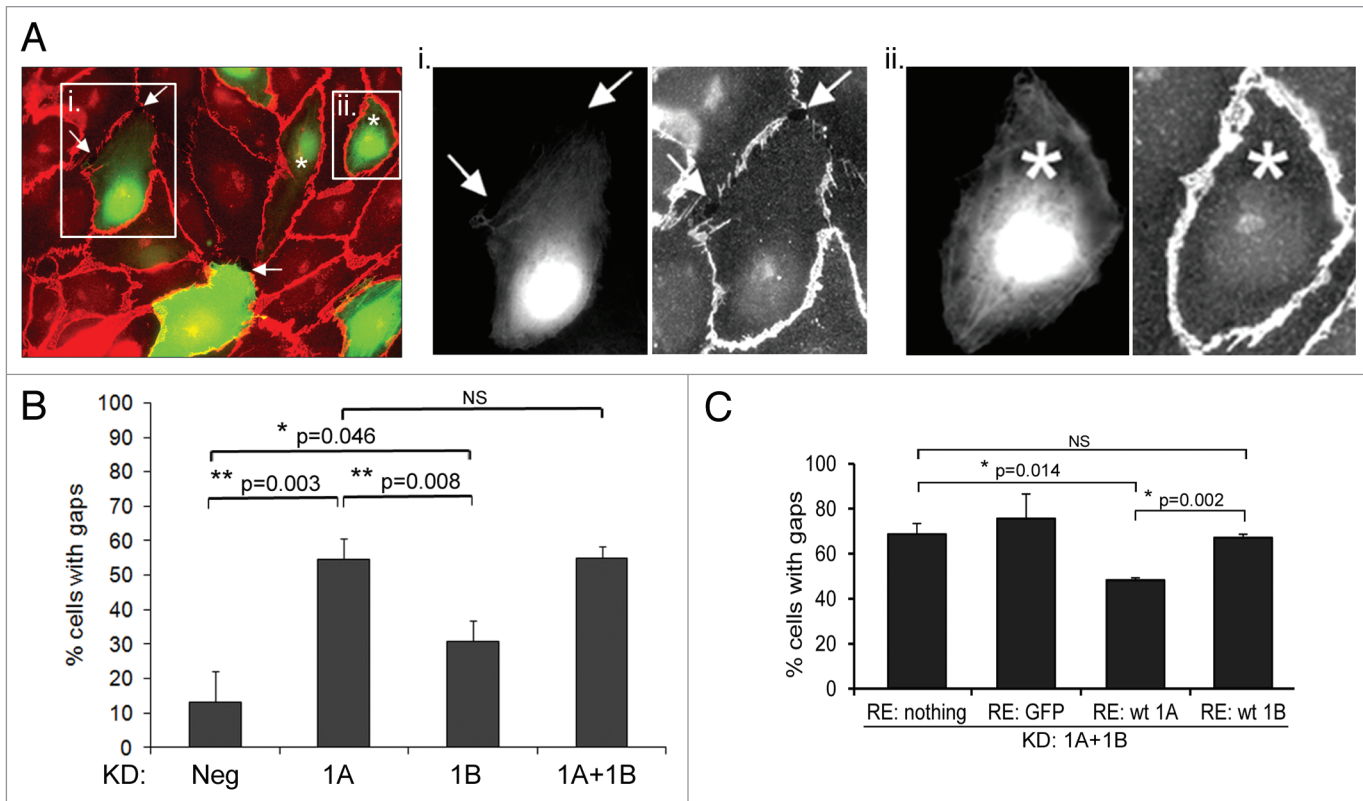 A
i.
ii.
i.
ii.
*
*
*
*
B
% cells with gaps
100
90
80
70
60
50
40
30
20
10
0
NS
* p=0.046
** p=0.003
** p=0.008
KD: Neg 1A 1B 1A+1B
C
% cells with gaps
100
80
60
40
20
0
NS
* p=0.014
* p=0.002
RE: nothing RE: GFP RE: wt 1A RE: wt 1B
KD: 1A+1B